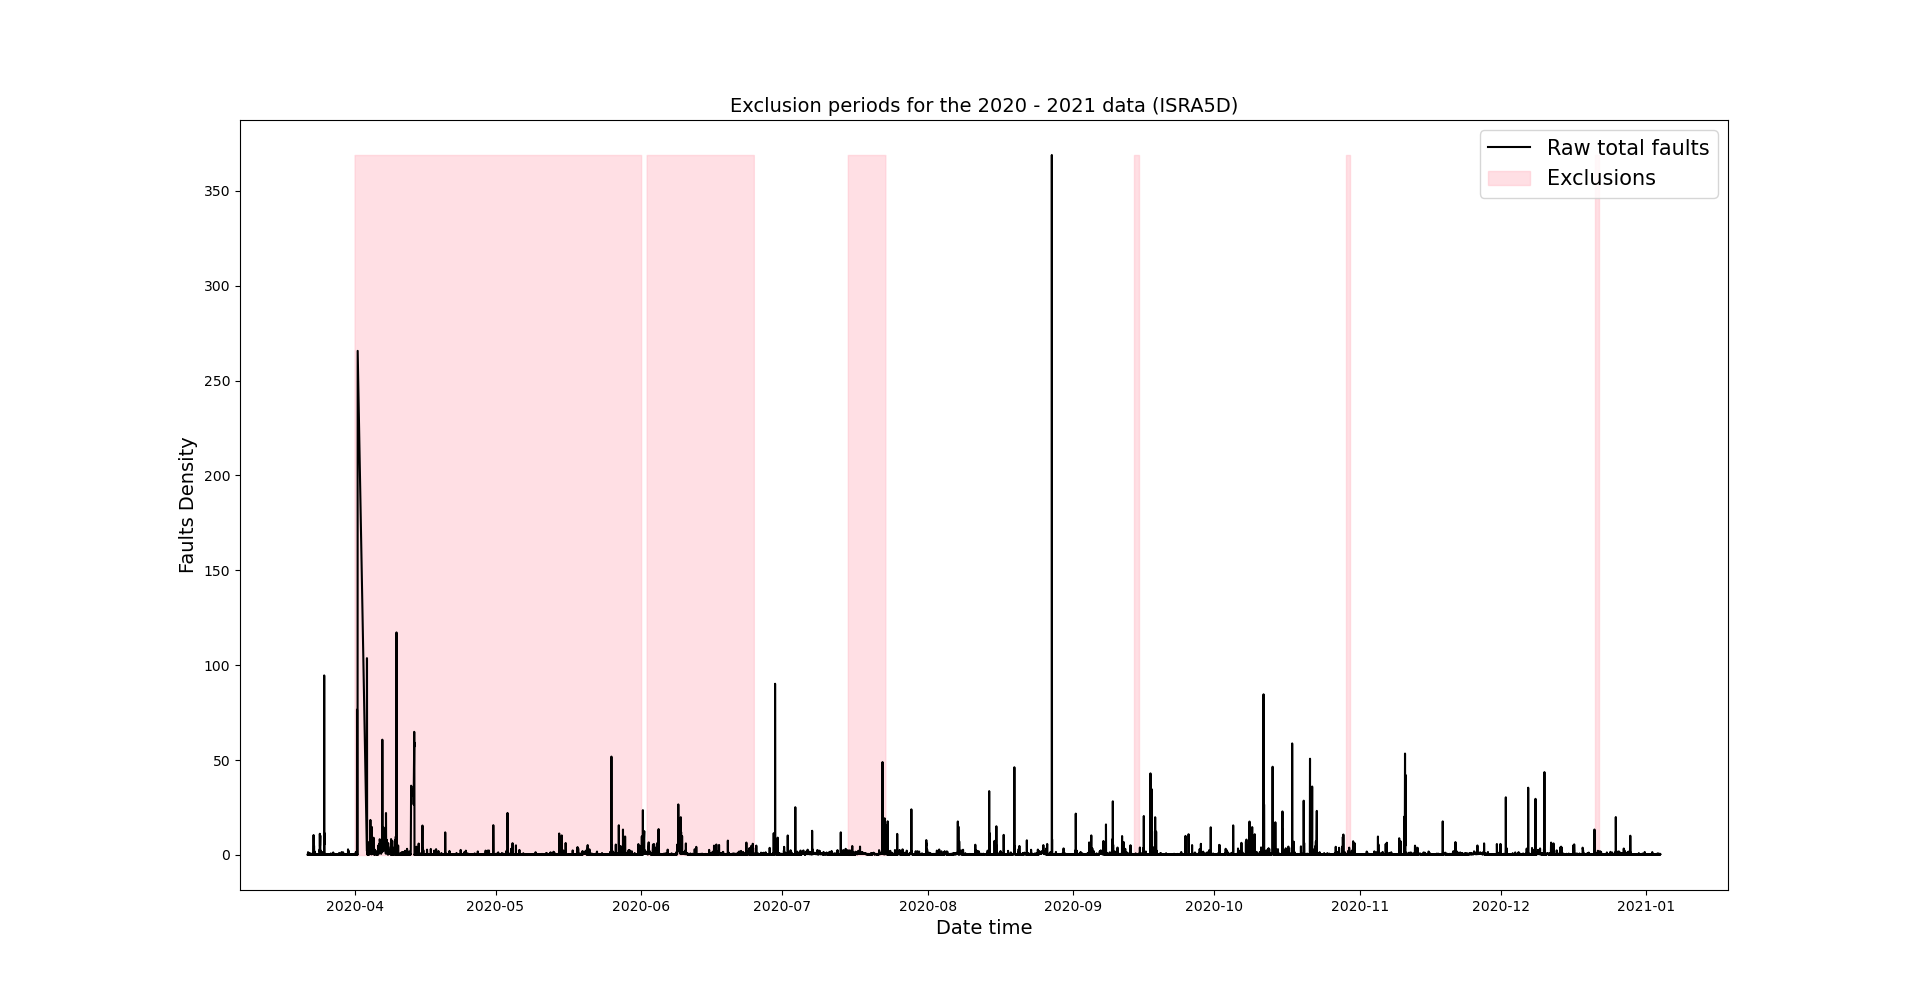 Exclusion periods for the 2020 - 2021 data (ISRA5D)
Raw total faults
Exclusions
Faults Density
350
300
250
200
150
100
50
0
2020-04 2020-05 2020-06 2020-07 2020-08 2020-09 2020-10 2020-11 2020-12 2021-01
Date time